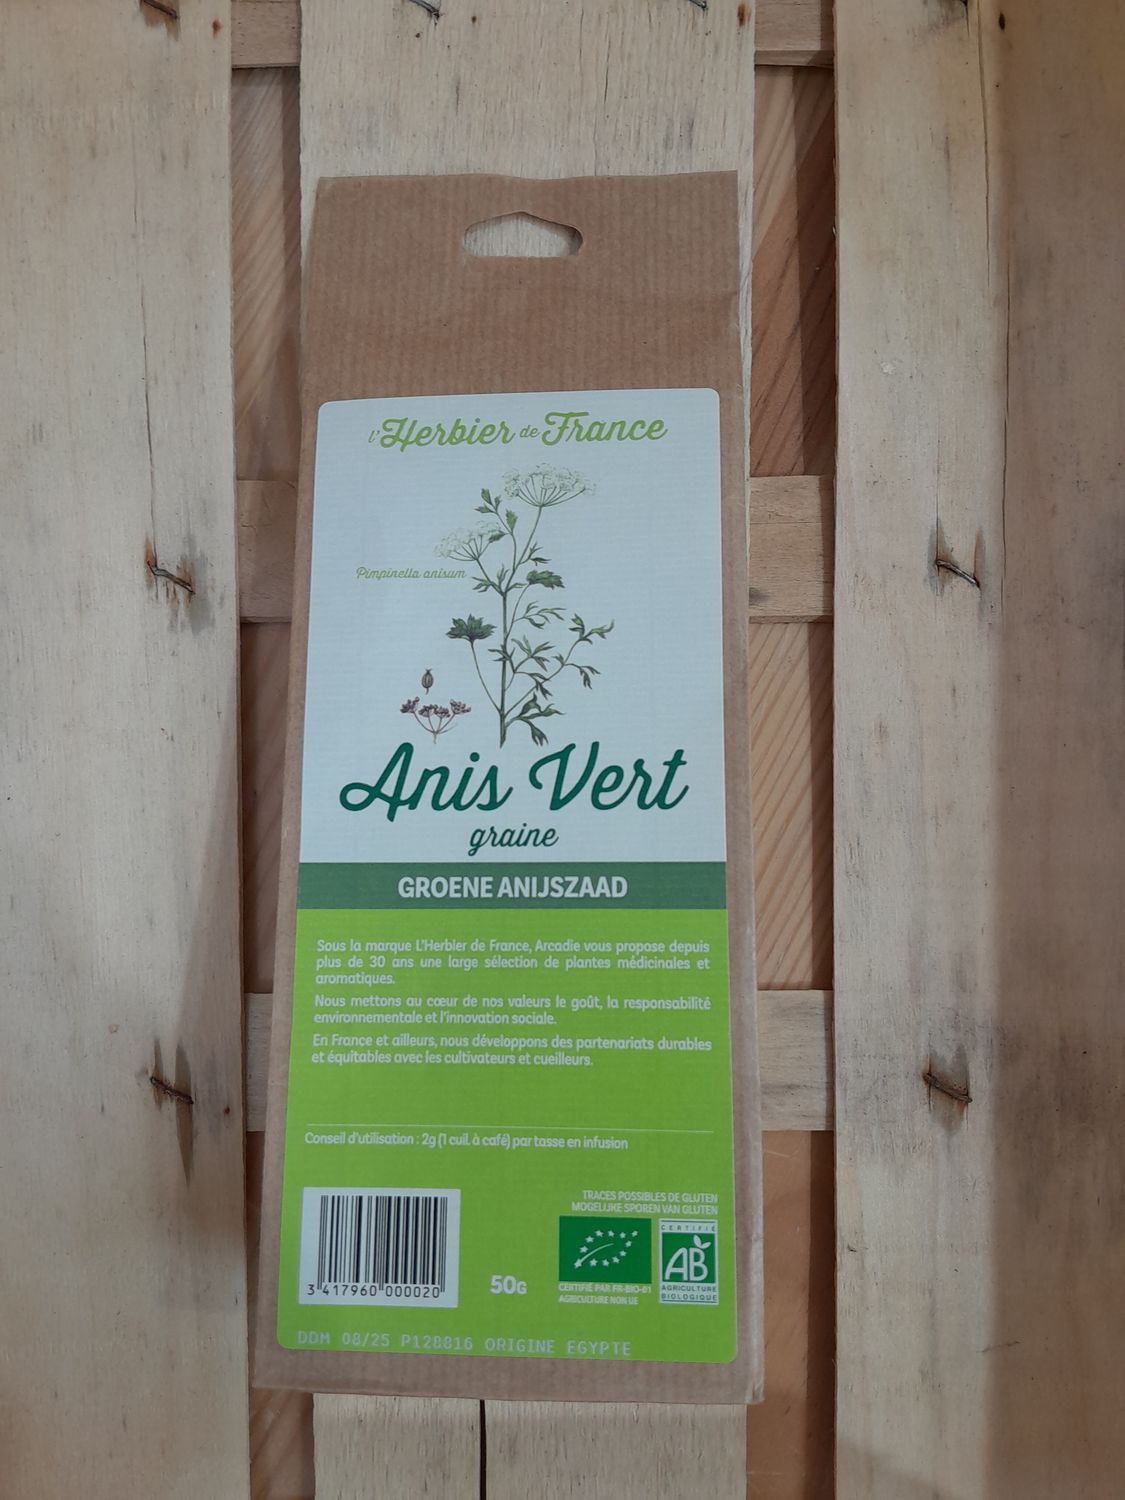 l'Herbier de France
Pimpinella anisum
Anis Vert
graine
GROENE ANIJSZAAD
Sous la marque L'Herbier de France, Arcadie vous propose depuis
plus de 30 ans une large sélection de plantes médicinales et
aromatiques.
Nous mettons au cœur de nos valeurs le goût, la responsabilité
environnementale et l'innovation sociale.
En France et ailleurs, nous développons des partenariats durables
et équitables avec les cultivateurs et cueilleurs.
Conseil d'utilisation : 2g (1 cuil. à café) par tasse en infusion
TRACES POSSIBLES DE GLUTEN
MOGELIJKE SPOREN VAN GLUTEN
CERTIFIÉ
AB
AGRICULTURE
BIOLOGIQUE
CERTIFIÉ PAR FR-BIO-01
AGRICULTURE NON UE
50G
3 417960 000020
DDM 08/25 P128816 ORIGINE EGYPTE